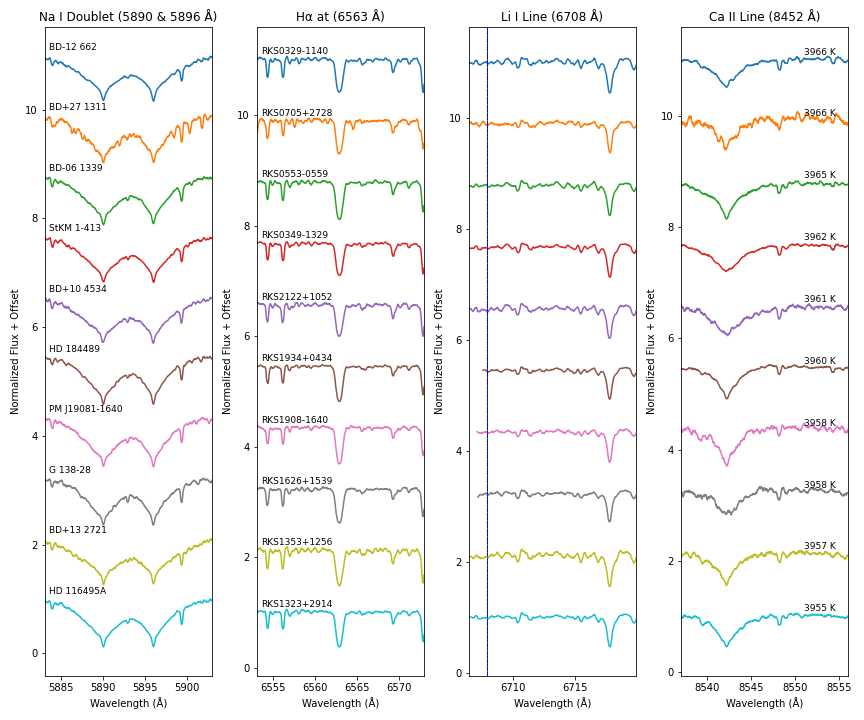 Na I Doublet (5890 & 5896 Å)
Hα at (6563 Å)
Li I Line (6708 Å)
Ca II Line (8452 Å)
BD-12 662
BD+27 1311
BD-06 1339
StKM 1-413
BD+10 4534
HD 184489
PM J19081-1640
G 138-28
BD+13 2721
HD 116495A
RKS0329-1140
RKS0705+2728
RKS0553-0559
RKS0349-1329
RKS2122+1052
RKS1934+0434
RKS1908-1640
RKS1626+1539
RKS1353+1256
RKS1323+2914
3966 K
3966 K
3965 K
3962 K
3961 K
3960 K
3958 K
3958 K
3957 K
3955 K
Normalized Flux + Offset
10
8
6
4
2
0
5885
5890
5895
5900
Wavelength (Å)
Normalized Flux + Offset
10
8
6
4
2
0
6555
6560
6565
6570
Wavelength (Å)
Normalized Flux + Offset
10
8
6
4
2
0
6710
6715
Wavelength (Å)
Normalized Flux + Offset
10
8
6
4
2
0
8540
8545
8550
8555
Wavelength (Å)